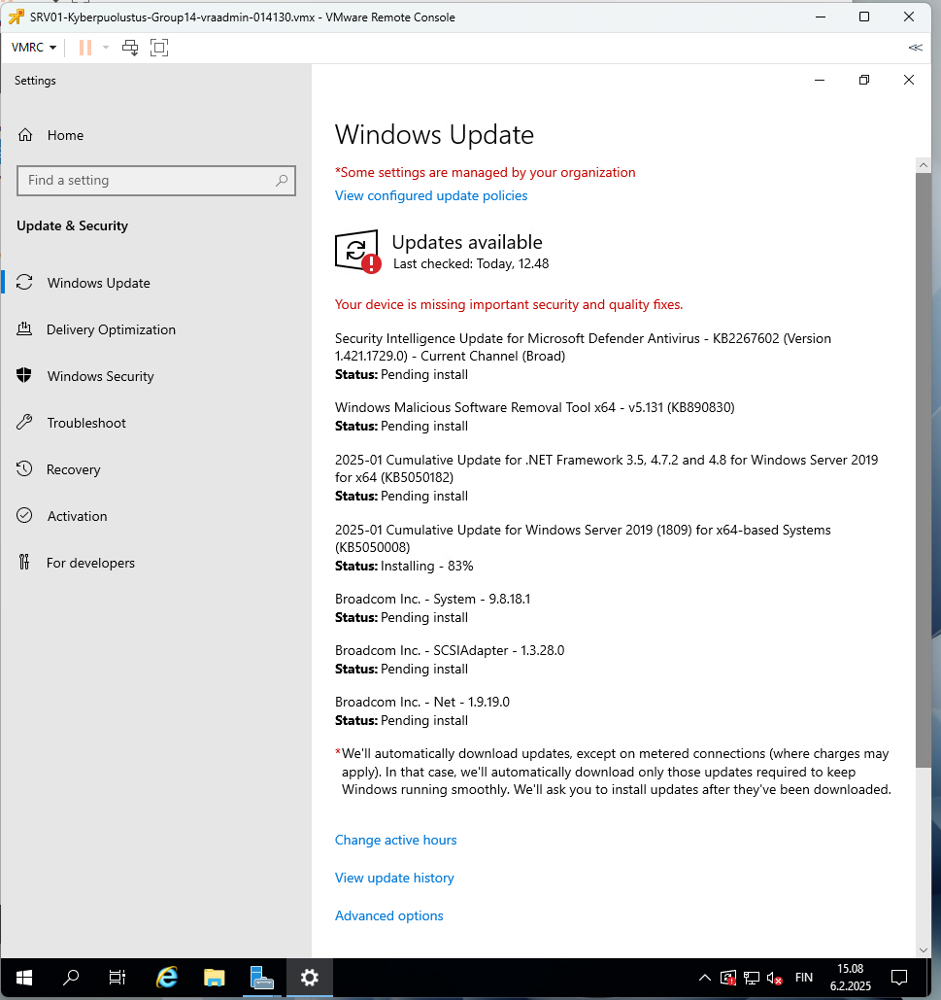 SRV01-Kyberpuolustus-Group14-vraadmin-014130.vmx - VMware Remote Console
VMRC
Settings
Home
Find a setting
Update & Security
Windows Update
Delivery Optimization
Windows Security
Troubleshoot
Recovery
Activation
For developers
Windows Update
*Some settings are managed by your organization
View configured update policies
Updates available
Last checked: Today, 12.48
Your device is missing important security and quality fixes.
Security Intelligence Update for Microsoft Defender Antivirus - KB2267602 (Version
1.421.1729.0) - Current Channel (Broad)
Status: Pending install
Windows Malicious Software Removal Tool x64 - v5.131 (KB890830)
Status: Pending install
2025-01 Cumulative Update for .NET Framework 3.5, 4.7.2 and 4.8 for Windows Server 2019
for x64 (KB5050182)
Status: Pending install
2025-01 Cumulative Update for Windows Server 2019 (1809) for x64-based Systems
(KB5050008)
Status: Installing - 83%
Broadcom Inc. - System - 9.8.18.1
Status: Pending install
Broadcom Inc. - SCSIAdapter - 1.3.28.0
Status: Pending install
Broadcom Inc. - Net - 1.9.19.0
Status: Pending install
*We'll automatically download updates, except on metered connections (where charges may
apply). In that case, we'll automatically download only those updates required to keep
Windows running smoothly. We'll ask you to install updates after they've been downloaded.
Change active hours
View update history
Advanced options
FIN
15.08
6.2.2025